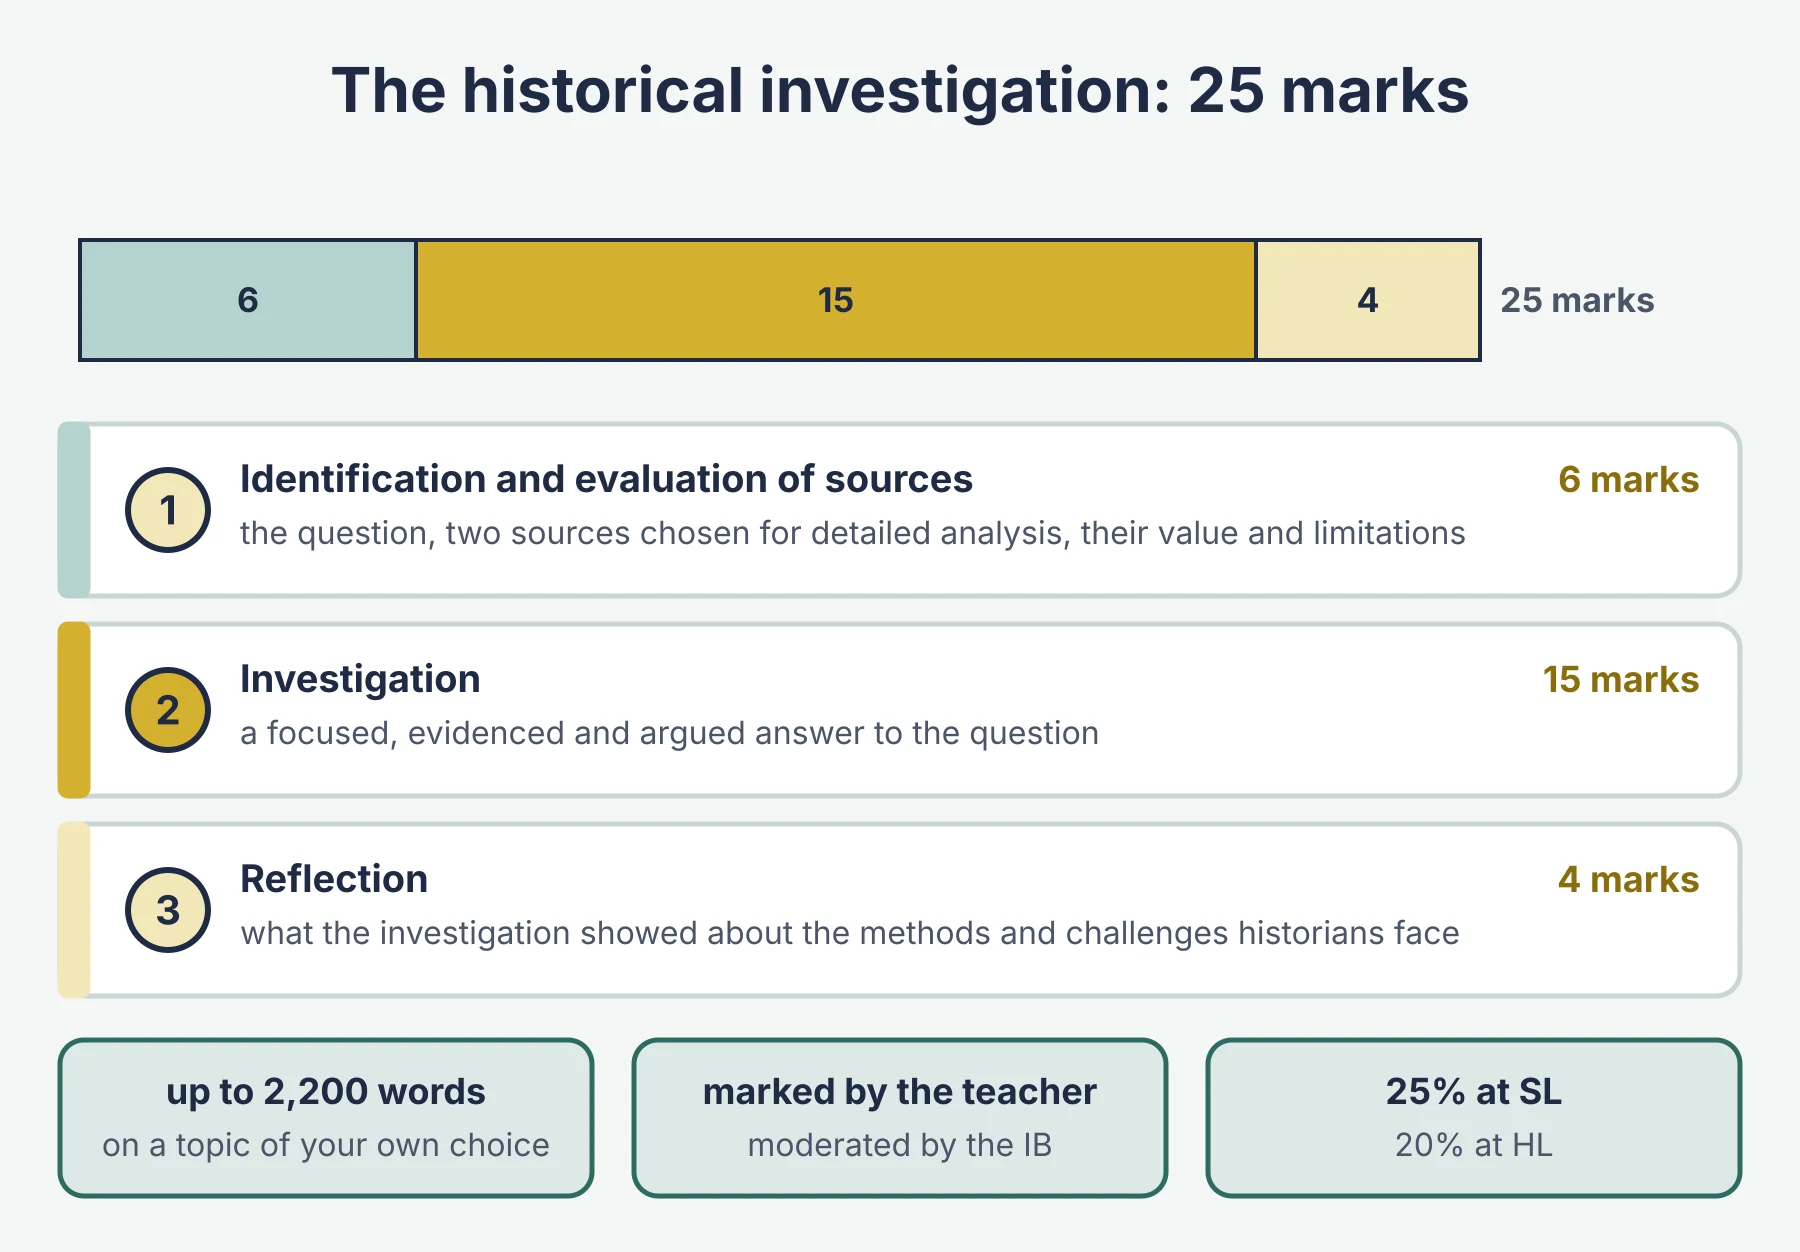 The historical investigation: 25 marks
6
15
4
25 marks
1
Identification and evaluation of sources
6 marks
the question, two sources chosen for detailed analysis, their value and limitations
2
Investigation
15 marks
a focused, evidenced and argued answer to the question
3
Reflection
4 marks
what the investigation showed about the methods and challenges historians face
up to 2,200 words
on a topic of your own choice
marked by the teacher
moderated by the IB
25% at SL
20% at HL